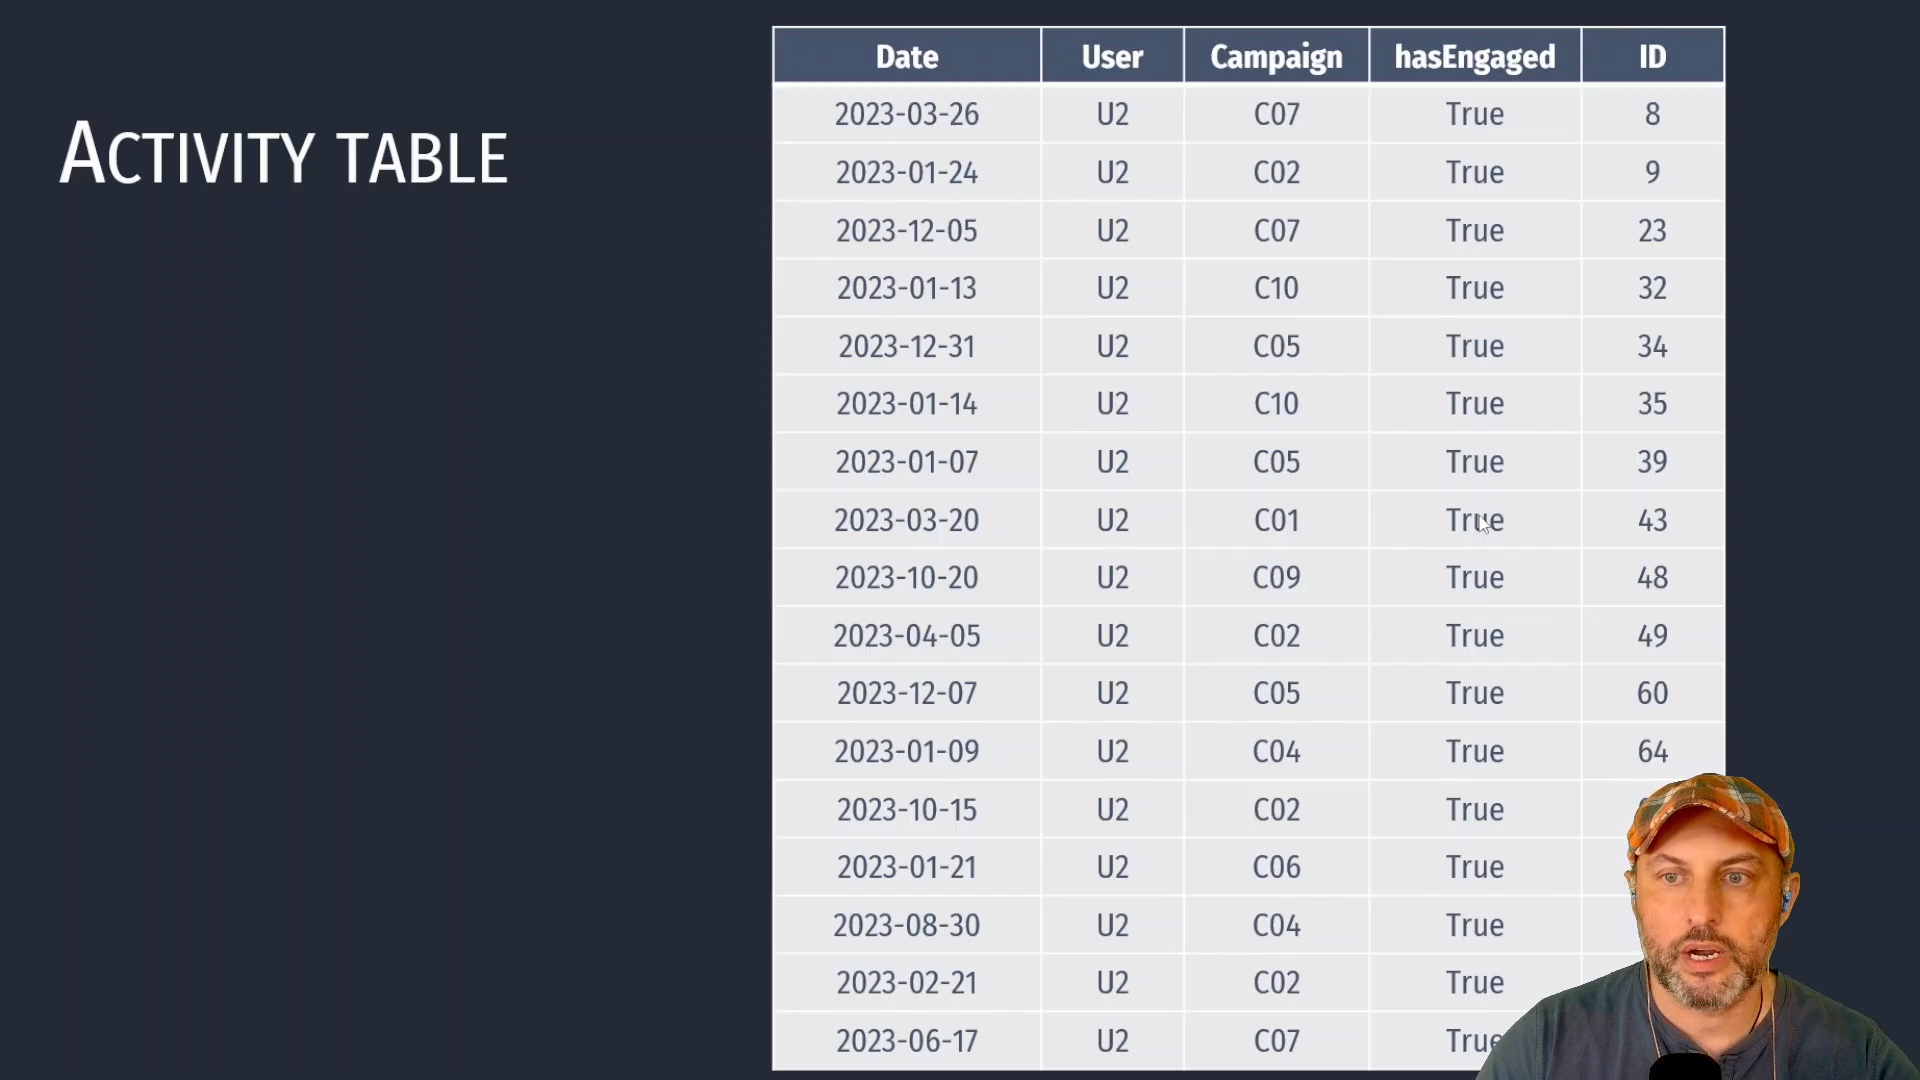 ACTIVITY TABLE
Date User Campaign hasEngaged ID
2023-03-26 U2 C07 True 8
2023-01-24 U2 C02 True 9
2023-12-05 U2 C07 True 23
2023-01-13 U2 C10 True 32
2023-12-31 U2 C05 True 34
2023-01-14 U2 C10 True 35
2023-01-07 U2 C05 True 39
2023-03-20 U2 C01 True 43
2023-10-20 U2 C09 True 48
2023-04-05 U2 C02 True 49
2023-12-07 U2 C05 True 60
2023-01-09 U2 C04 True 64
2023-10-15 U2 C02 True
2023-01-21 U2 C06 True
2023-08-30 U2 C04 True
2023-02-21 U2 C02 True
2023-06-17 U2 C07 True